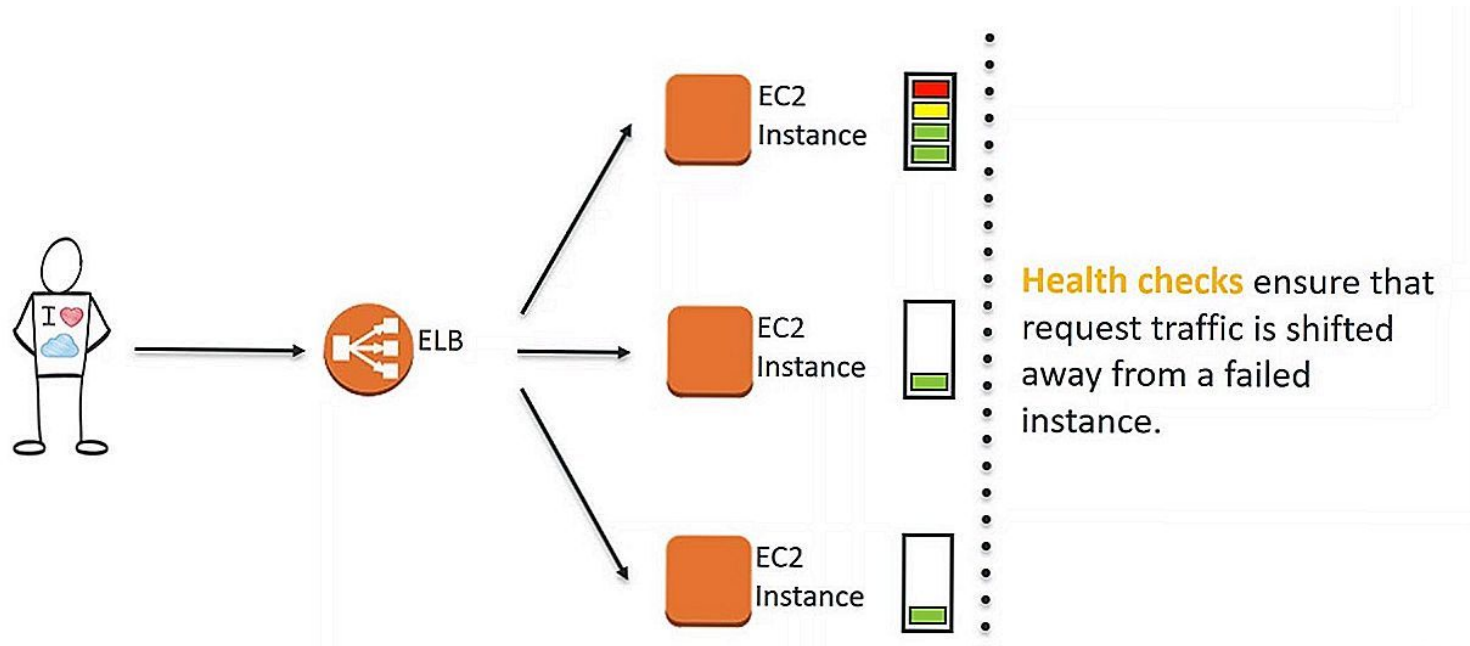 EC2
Instance
I
ELB
EC2
Instance
EC2
Instance
Health checks ensure that
request traffic is shifted
away from a failed
instance.